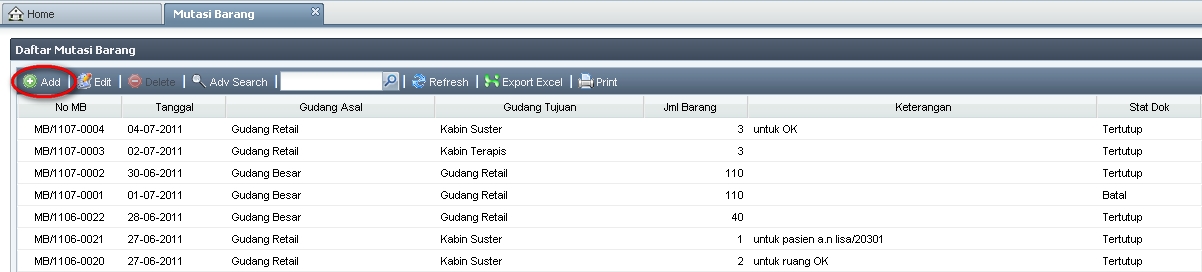 Home Mutasi Barang
Daftar Mutasi Barang
Add Edit Delete Adv Search Refresh Export Excel Print
No MB Tanggal Gudang Asal Gudang Tujuan Jml Barang Keterangan Stat Dok
MB/1107-0004 04-07-2011 Gudang Retail Kabin Suster 3 untuk OK Tertutup
MB/1107-0003 02-07-2011 Gudang Retail Kabin Terapis 3 Tertutup
MB/1107-0002 30-06-2011 Gudang Besar Gudang Retail 110 Tertutup
MB/1107-0001 01-07-2011 Gudang Besar Gudang Retail 110 Batal
MB/1106-0022 28-06-2011 Gudang Besar Gudang Retail 40 Tertutup
MB/1106-0021 27-06-2011 Gudang Retail Kabin Suster 1 untuk pasien a.n lisa/20301 Tertutup
MB/1106-0020 27-06-2011 Gudang Retail Kabin Suster 2 untuk ruang OK Tertutup